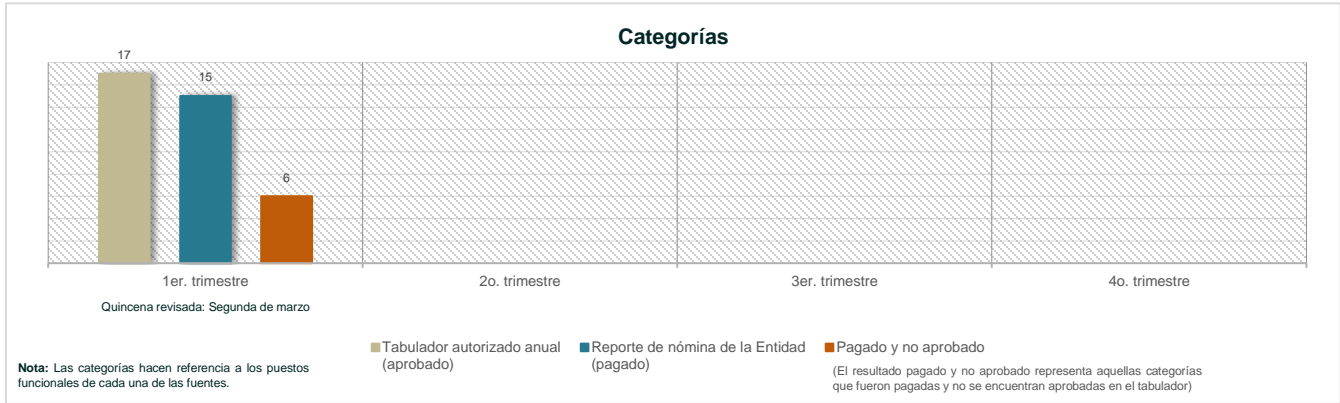 Categorías
17
15
6
1er. trimestre
2o. trimestre
3er. trimestre
4o. trimestre
Quincena revisada: Segunda de marzo
Tabulador autorizado anual
(aprobado)
Reporte de nómina de la Entidad
(pagado)
Pagado y no aprobado
(El resultado pagado y no aprobado representa aquellas categorías
que fueron pagadas y no se encuentran aprobadas en el tabulador)
Nota: Las categorías hacen referencia a los puestos
funcionales de cada una de las fuentes.